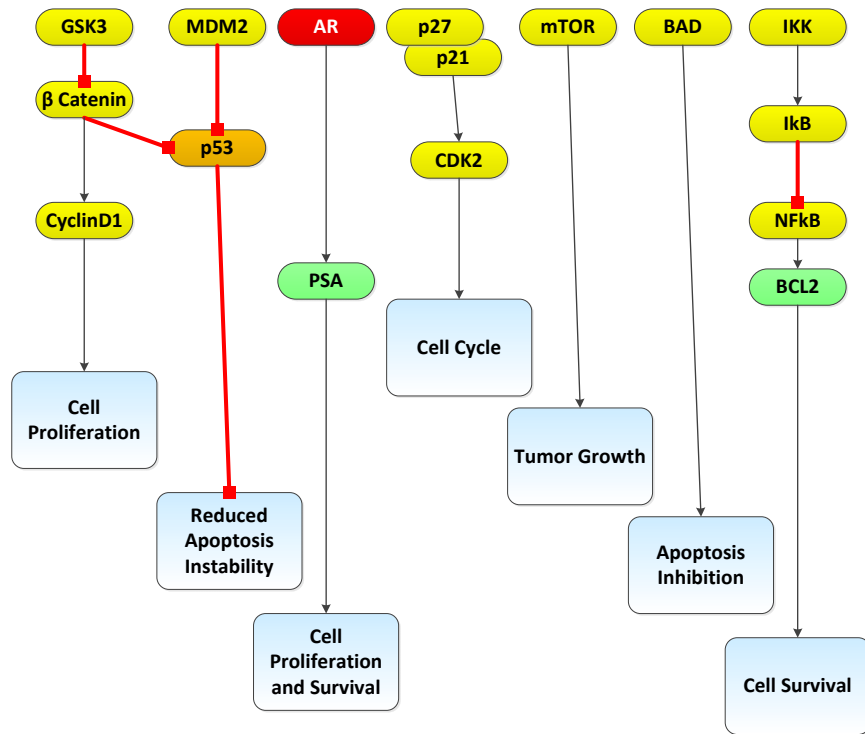 GSK3
MDM2
AR
p27
mTOR
BAD
IKK
p21
β Catenin
IkB
p53
CDK2
CyclinD1
NFkB
PSA
BCL2
Cell Cycle
Cell
Proliferation
Tumor Growth
Reduced
Apoptosis
Instability
Apoptosis
Inhibition
Cell
Proliferation
and Survival
Cell Survival